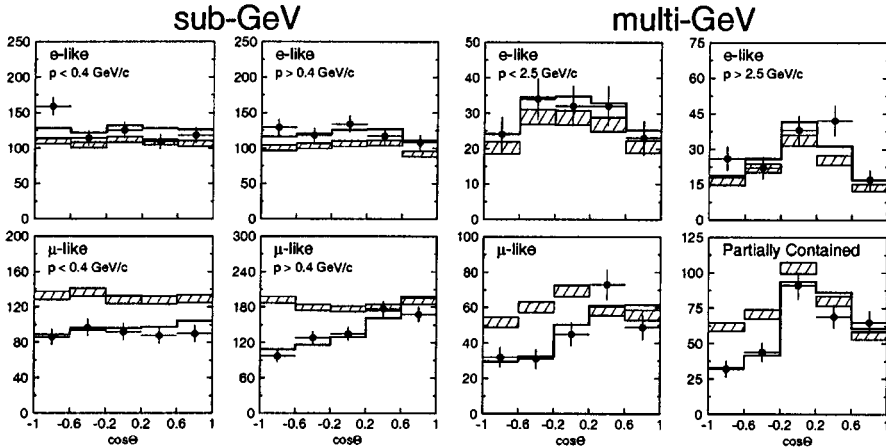 sub-GeV
multi-GeV
250
200
150
100
50
0
e-like
p < 0.4 GeV/c
250
200
150
100
50
0
e-like
p > 0.4 GeV/c
50
40
30
20
10
0
e-like
p < 2.5 GeV/c
75
60
45
30
15
0
e-like
p > 2.5 GeV/c
200
160
120
80
40
0
μ-like
p < 0.4 GeV/c
300
240
180
120
60
0
μ-like
p > 0.4 GeV/c
100
80
60
40
20
0
μ-like
125
100
75
50
25
0
Partially Contained
-1 -0.6 -0.2 0.2 0.6 1
cosΘ
-1 -0.6 -0.2 0.2 0.6 1
cosΘ
-1 -0.6 -0.2 0.2 0.6 1
cosΘ
-1 -0.6 -0.2 0.2 0.6 1
cosΘ